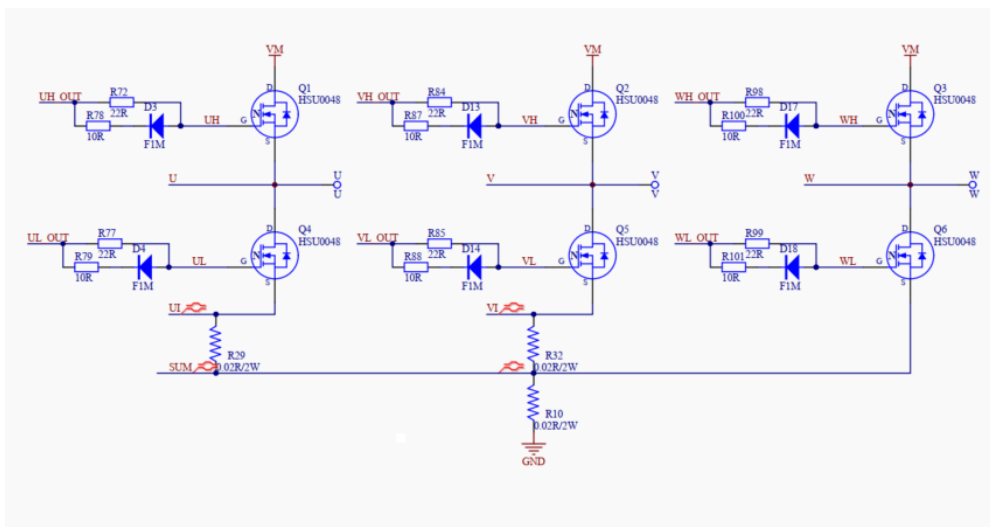 VM
VM
VM
UH_OUT
R72
22R
R78
10R
D3
F1M
UH
G
D
S
N
Q1
HSU0048
VH_OUT
R84
22R
R87
10R
D13
F1M
VH
G
D
S
N
Q2
HSU0048
WH_OUT
R98
22R
R100
10R
D17
F1M
WH
G
D
S
N
Q3
HSU0048
U
U
U
V
V
V
W
W
W
UL_OUT
R77
22R
R79
10R
D4
F1M
UL
G
D
S
N
Q4
HSU0048
VL_OUT
R85
22R
R88
10R
D14
F1M
VL
G
D
S
N
Q5
HSU0048
WL_OUT
R99
22R
R101
10R
D18
F1M
WL
G
D
S
N
Q6
HSU0048
UI
R29
0.02R/2W
VI
R32
0.02R/2W
SUM
R10
0.02R/2W
GND